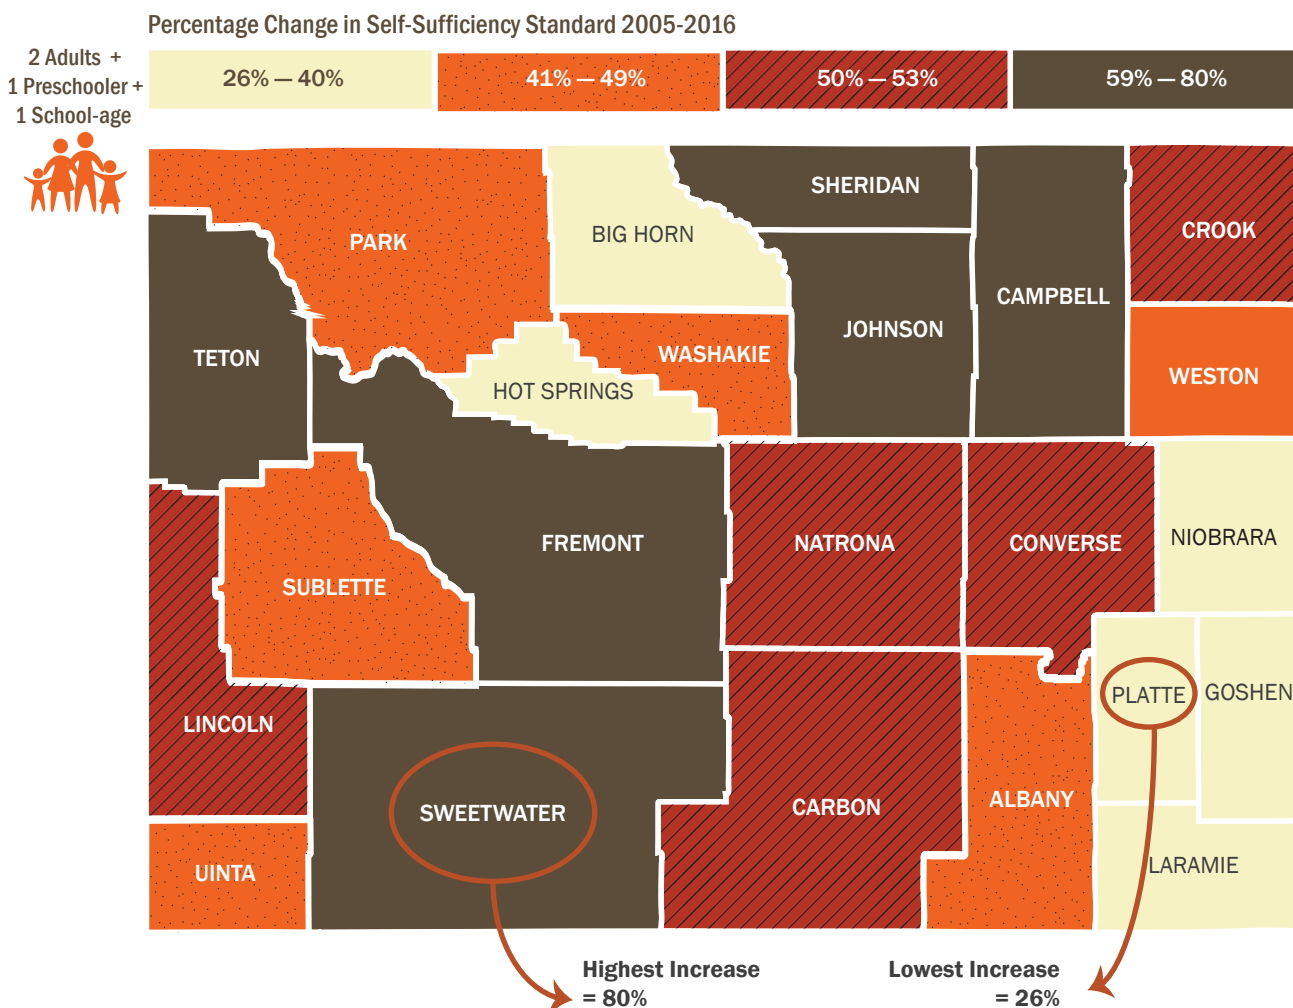 Percentage Change in Self-Sufficiency Standard 2005-2016
2 Adults +
1 Preschooler +
1 School-age
26% — 40%
41% — 49%
50% — 53%
59% — 80%
SHERIDAN
CROOK
PARK
BIG HORN
CAMPBELL
JOHNSON
TETON
WASHAKIE
WESTON
HOT SPRINGS
FREMONT
NATRONA
CONVERSE
NIOBRARA
SUBLETTE
PLATTE
GOSHEN
LINCOLN
SWEETWATER
CARBON
ALBANY
UINTA
LARAMIE
Highest Increase
= 80%
Lowest Increase
= 26%